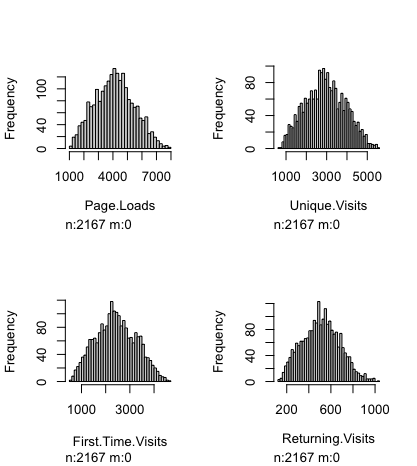 Frequency
0 40 100
1000 4000 7000
Page.Loads
n:2167 m:0
Frequency
0 40 80
1000 3000 5000
Unique.Visits
n:2167 m:0
Frequency
0 40 80
1000 3000
First.Time.Visits
n:2167 m:0
Frequency
0 40 80
200 600 1000
Returning.Visits
n:2167 m:0